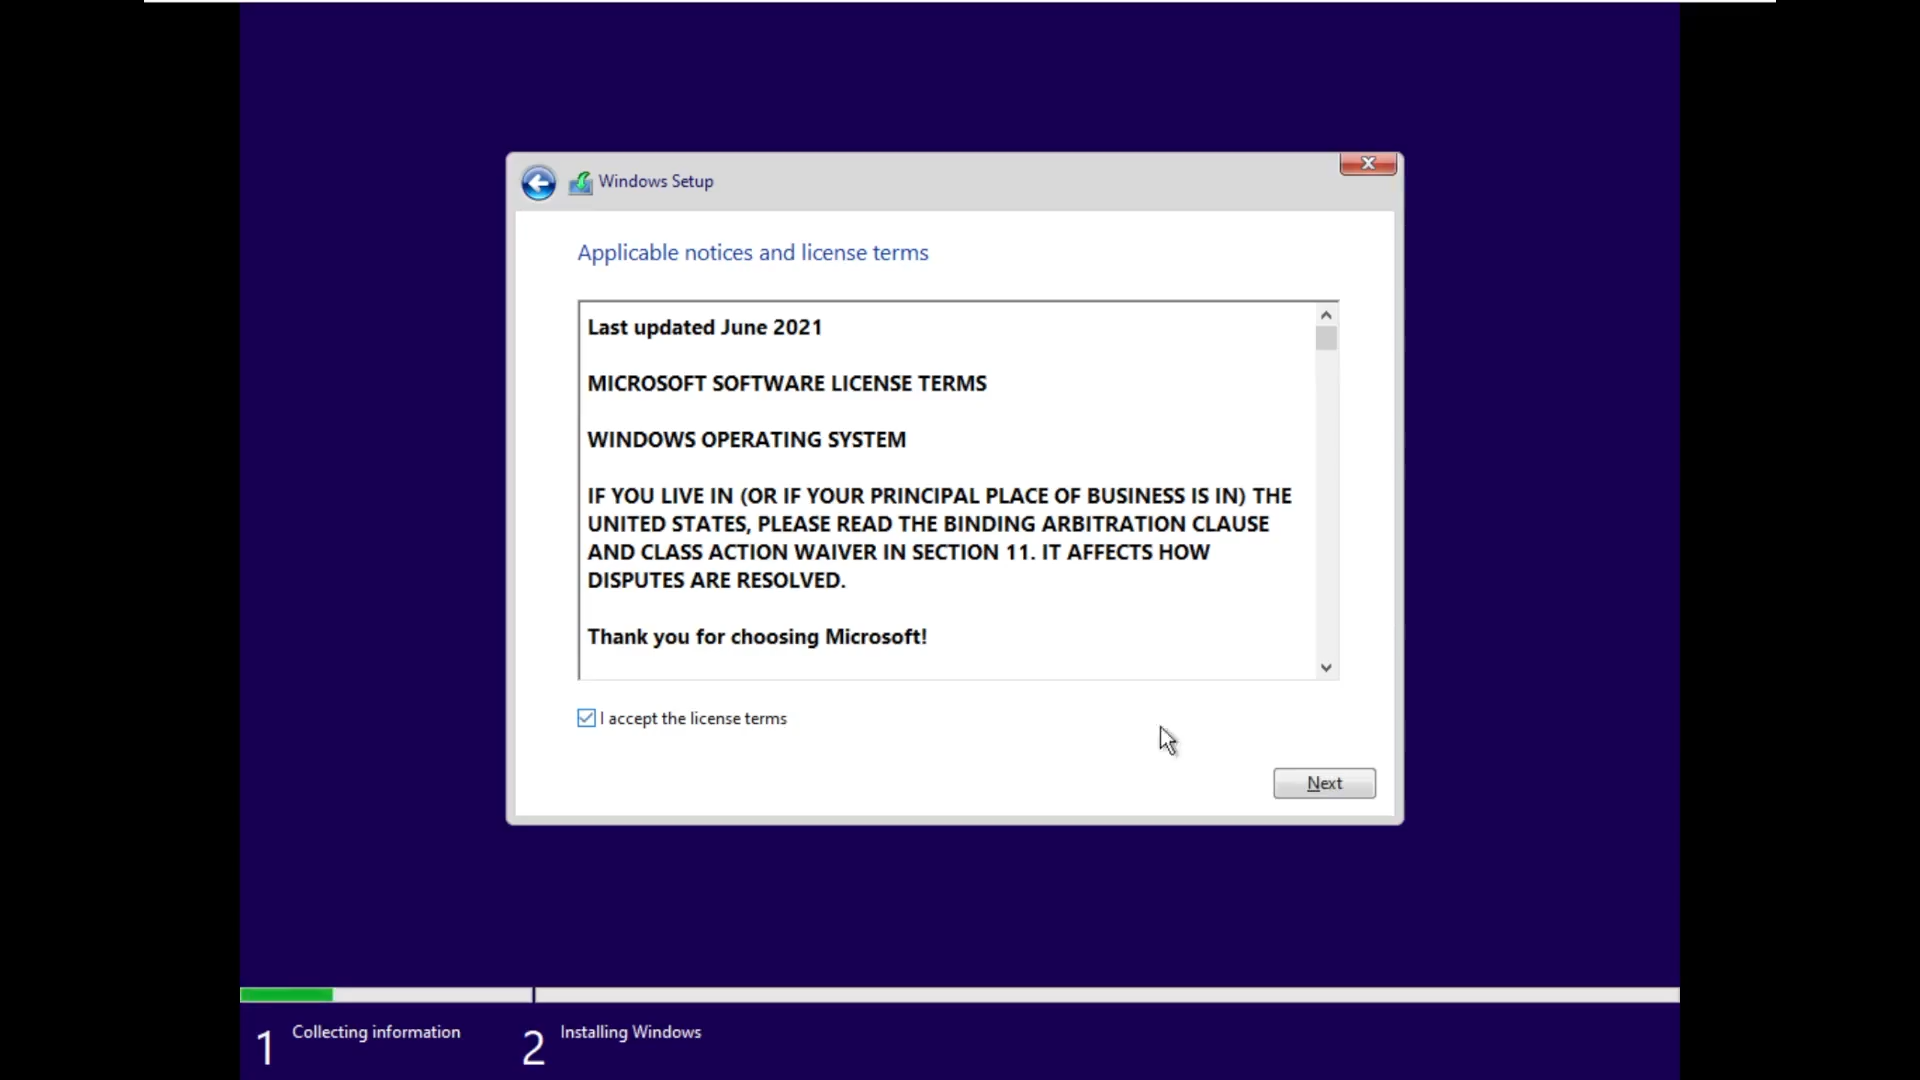 Windows Setup
Applicable notices and license terms
Last updated June 2021
MICROSOFT SOFTWARE LICENSE TERMS
WINDOWS OPERATING SYSTEM
IF YOU LIVE IN (OR IF YOUR PRINCIPAL PLACE OF BUSINESS IS IN) THE
UNITED STATES, PLEASE READ THE BINDING ARBITRATION CLAUSE
AND CLASS ACTION WAIVER IN SECTION 11. IT AFFECTS HOW
DISPUTES ARE RESOLVED.
Thank you for choosing Microsoft!
I accept the license terms
Next
1 Collecting information
2 Installing Windows